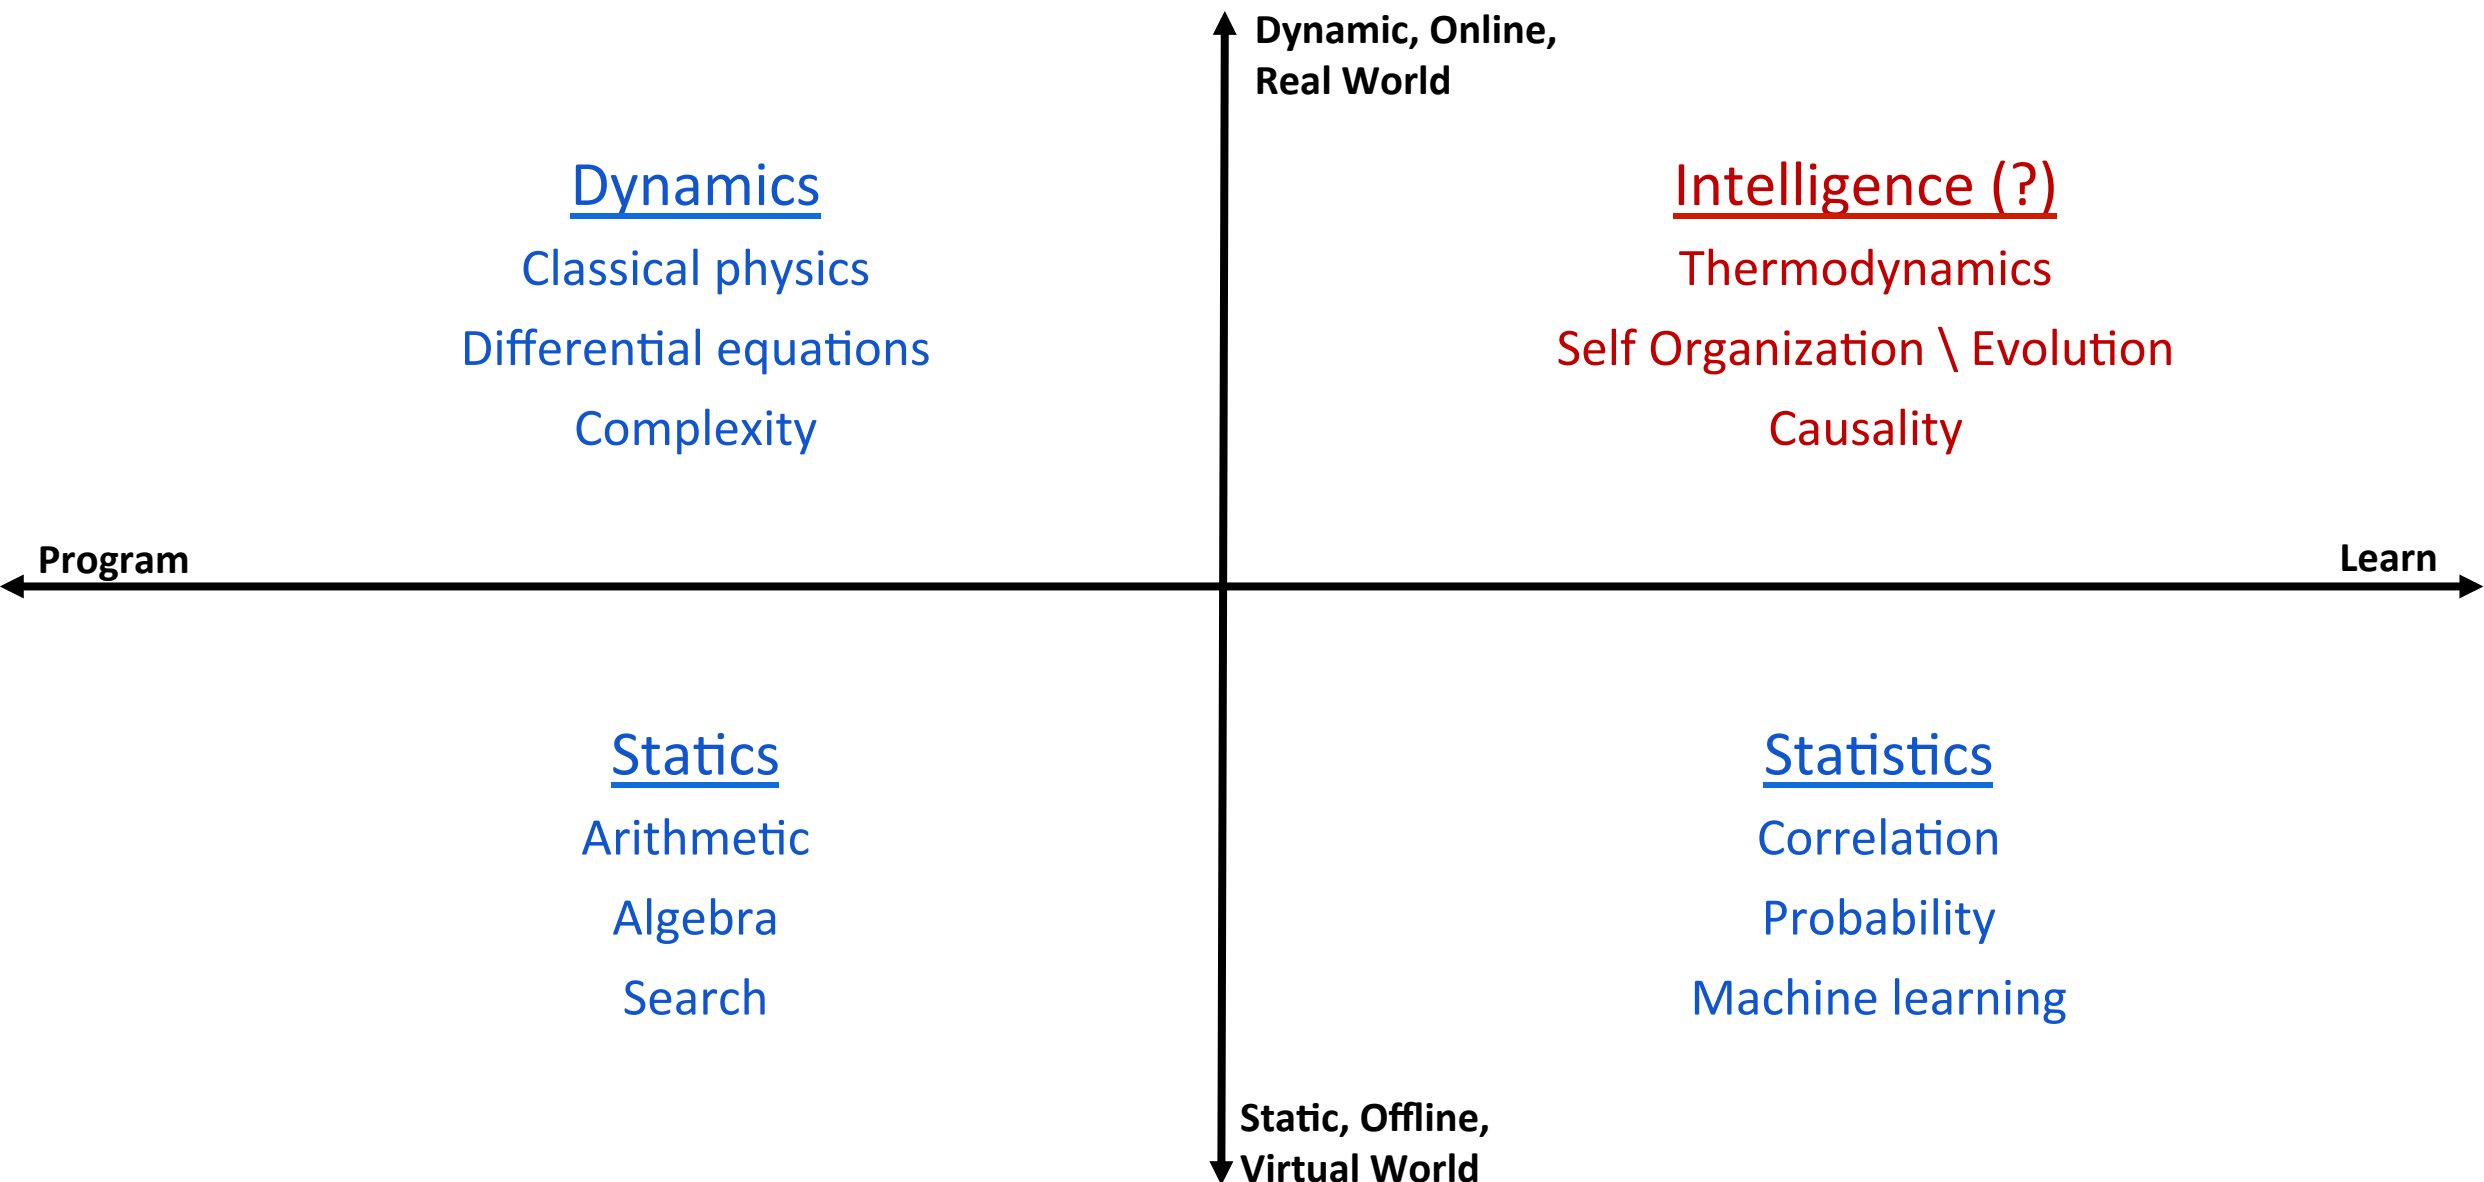 Dynamic, Online,
Real World
Dynamics
Classical physics
Differential equations
Complexity
Intelligence (?)
Thermodynamics
Self Organization \ Evolution
Causality
Program
Learn
Statics
Arithmetic
Algebra
Search
Statistics
Correlation
Probability
Machine learning
Static, Offline,
Virtual World